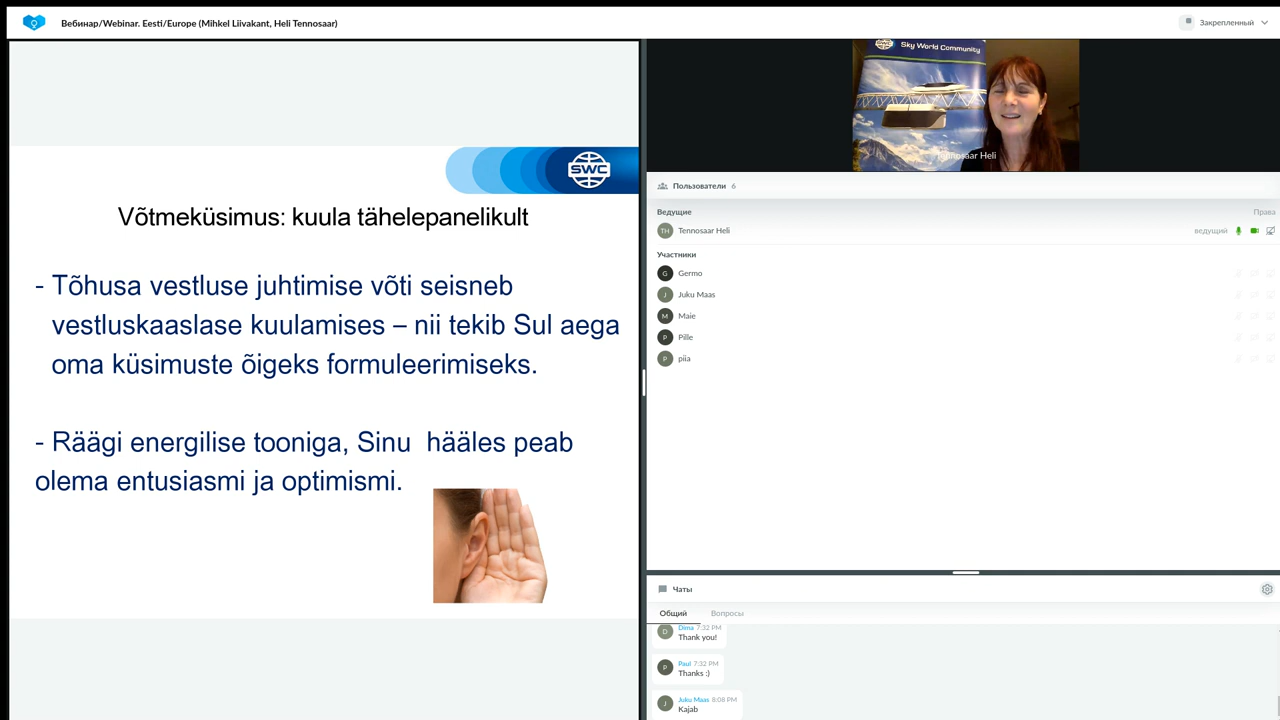 Вебинар/Webinar. Eesti/Europe (Mihkel Liivakant, Heli Tennosaar)
Закрепленный
SWC
Võtmeküsimus: kuula tähelepanelikult
- Tõhusa vestluse juhtimise võti seisneb
vestluskaaslase kuulamises – nii tekib Sul aega
oma küsimuste õigeks formuleerimiseks.
- Räägi energilise tooniga, Sinu hääles peab
olema entusiasmi ja optimismi.
SWC
Sky World Community
Tennosaar Heli
Пользователи 6
Ведущие Права
TH Tennosaar Heli ведущий
Участники
G Germo
J Juku Maas
M Maie
P Pille
P piia
Чаты
Общий Вопросы
D Dima 7:32 PM
Thank you!
P Paul 7:32 PM
Thanks :)
J Juku Maas 8:08 PM
Kajab